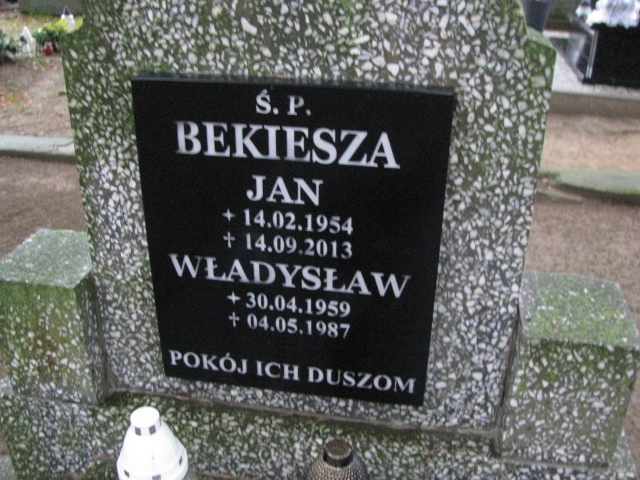 Ś. P.
BEKIESZA
JAN
✦ 14.02.1954
✝ 14.09.2013
WŁADYSŁAW
✦ 30.04.1959
✝ 04.05.1987
POKÓJ ICH DUSZOM